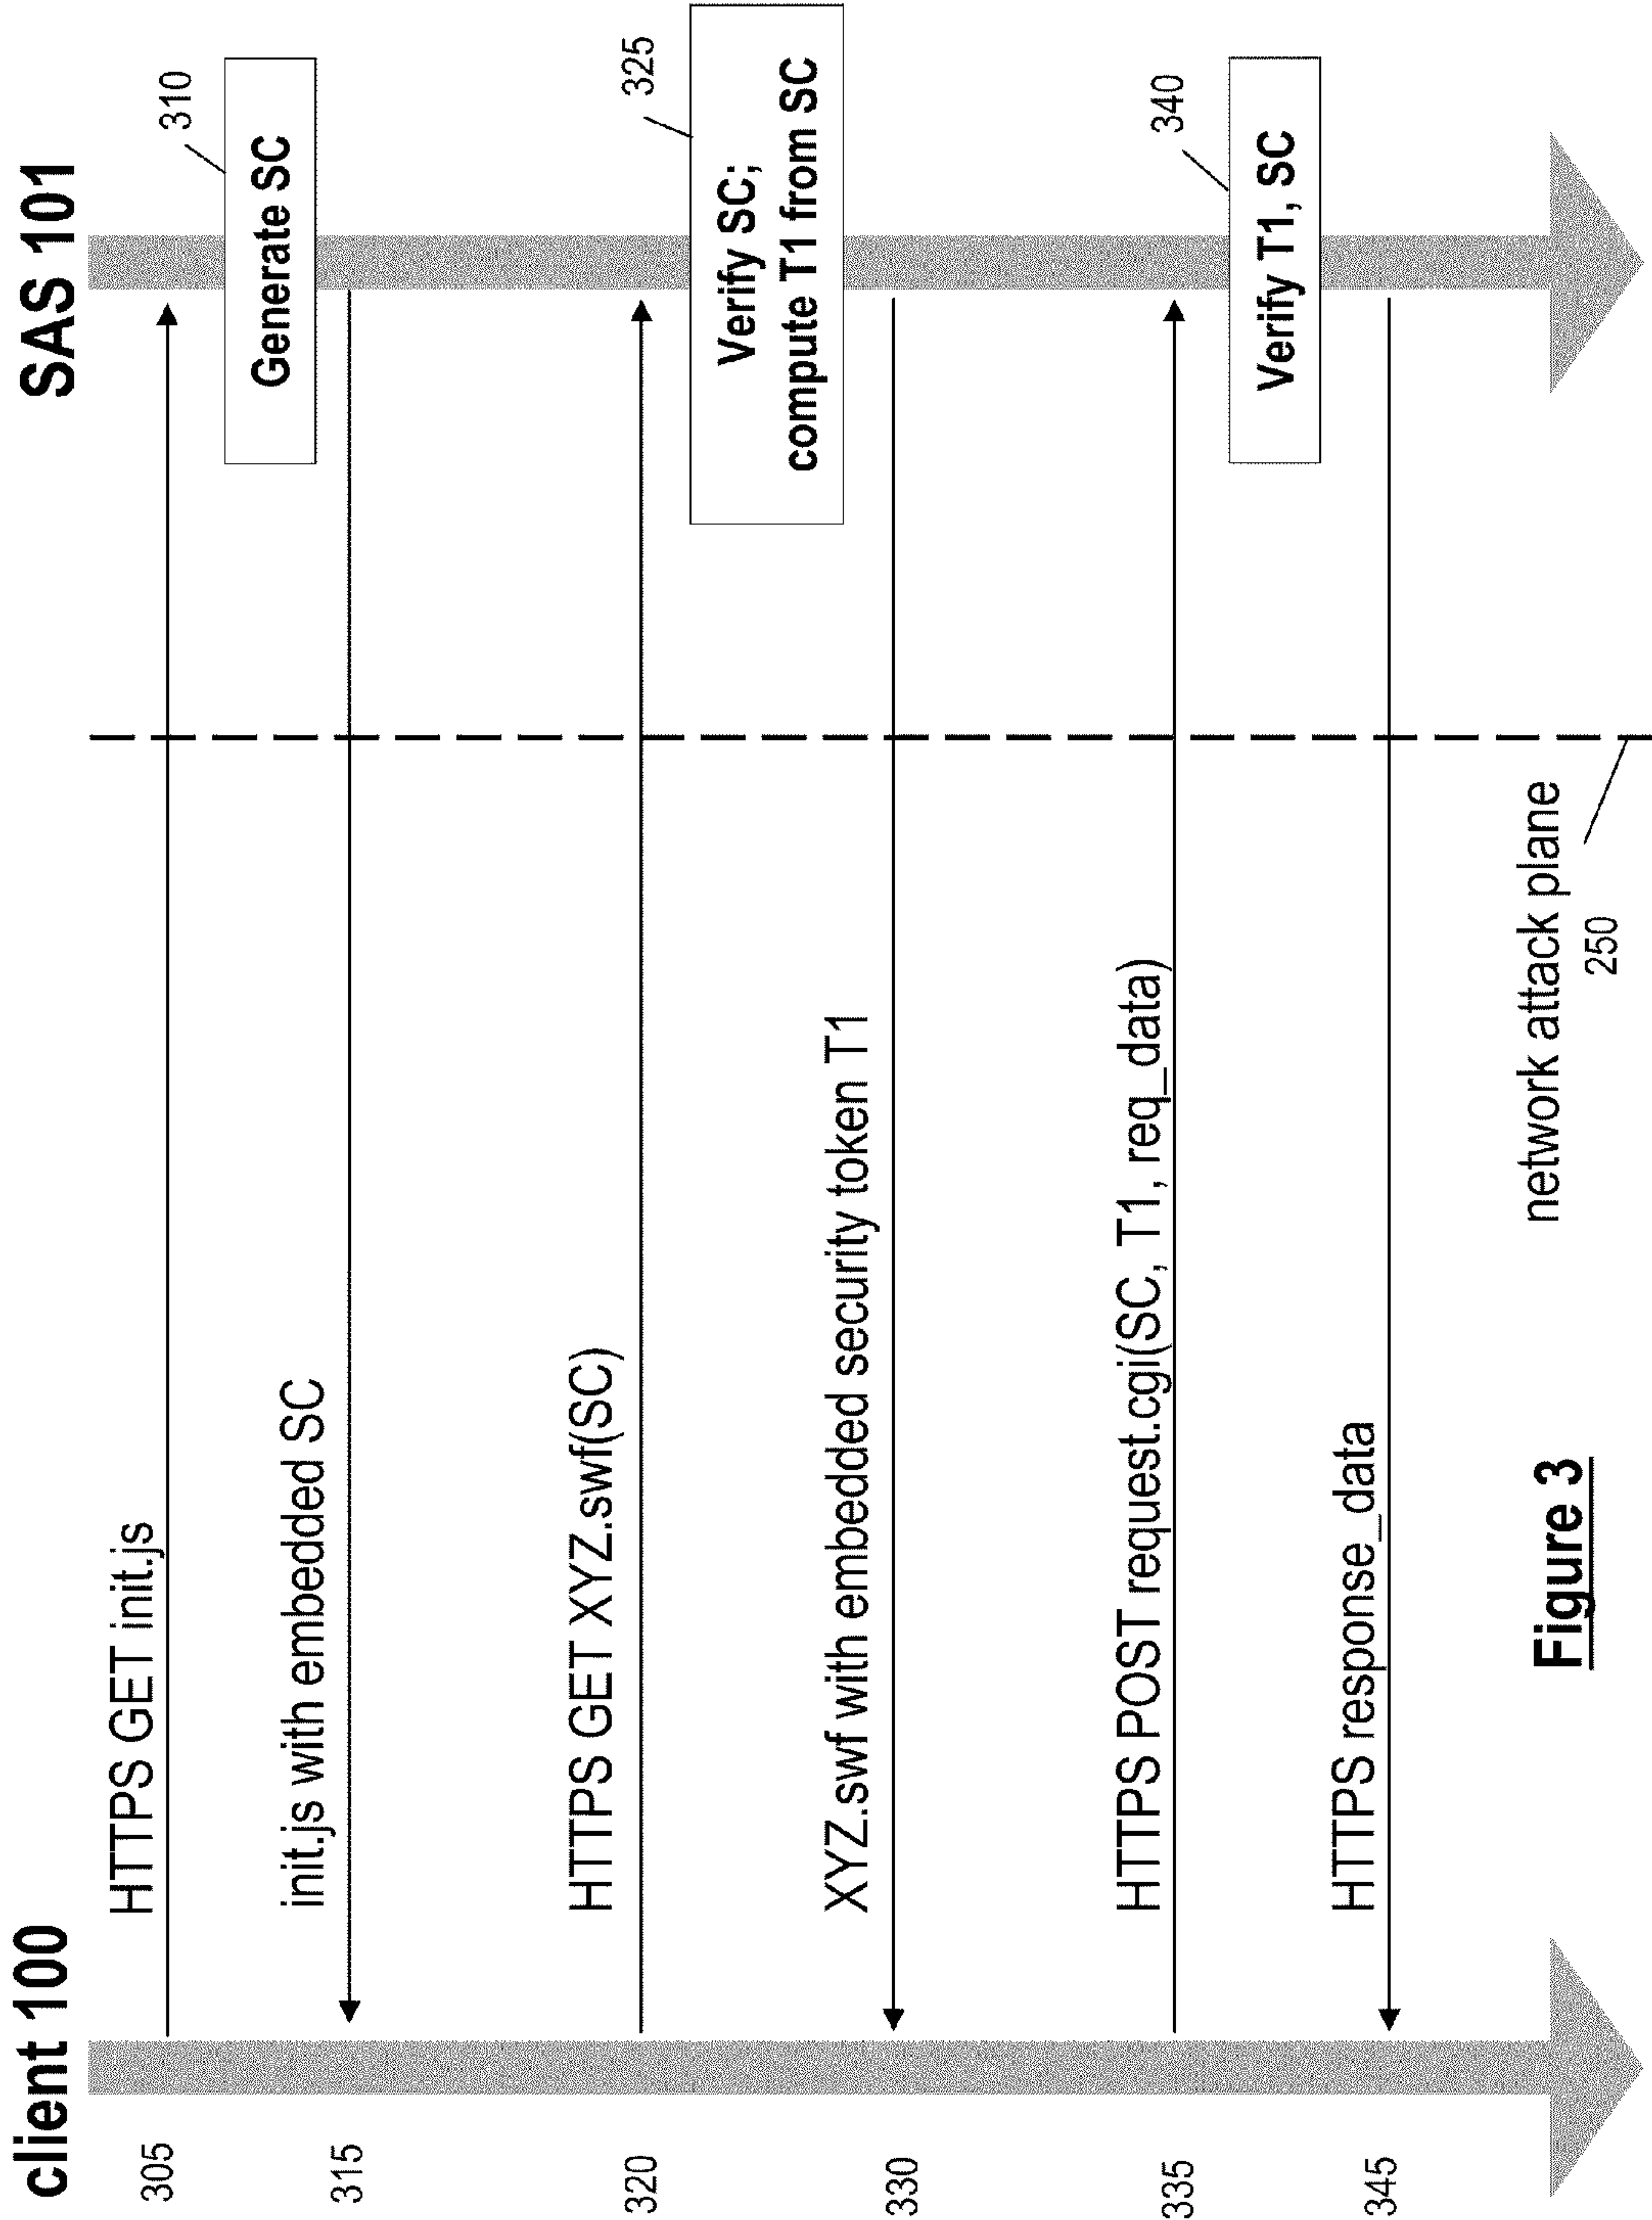 client 100
SAS 101
305
HTTPS GET init.js
310
Generate SC
315
init.js with embedded SC
320
HTTPS GET XYZ.swf(SC)
325
Verify SC;
compute T1 from SC
330
XYZ.swf with embedded security token T1
335
HTTPS POST request.cgi(SC, T1, req_data)
340
Verify T1, SC
345
HTTPS response_data
network attack plane
250
Figure 3